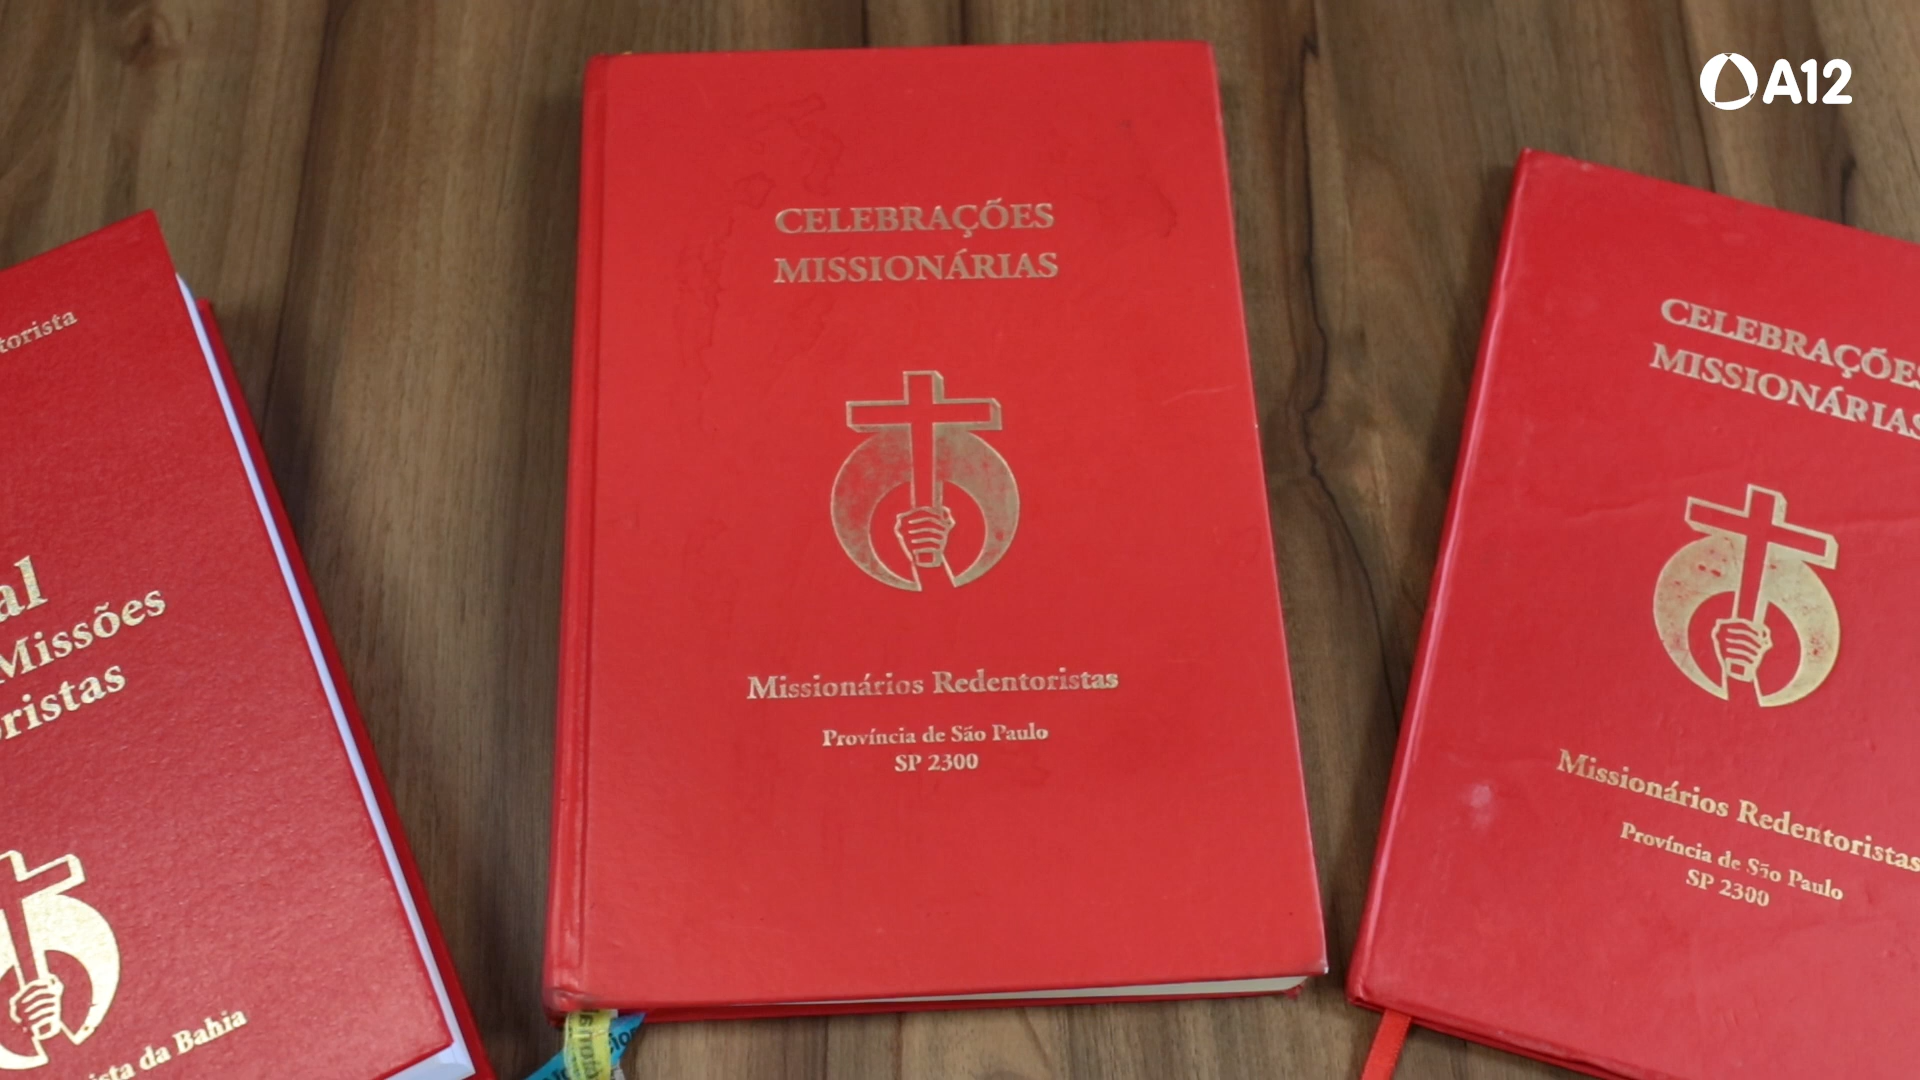 A12
CELEBRAÇÕES
MISSIONÁRIAS
Missionários Redentoristas
Província de São Paulo
SP 2300
CELEBRAÇÕES
MISSIONÁRIAS
Missionários Redentoristas
Província de São Paulo
SP 2300
torista
al
Missões
oristas
ista da Bahia